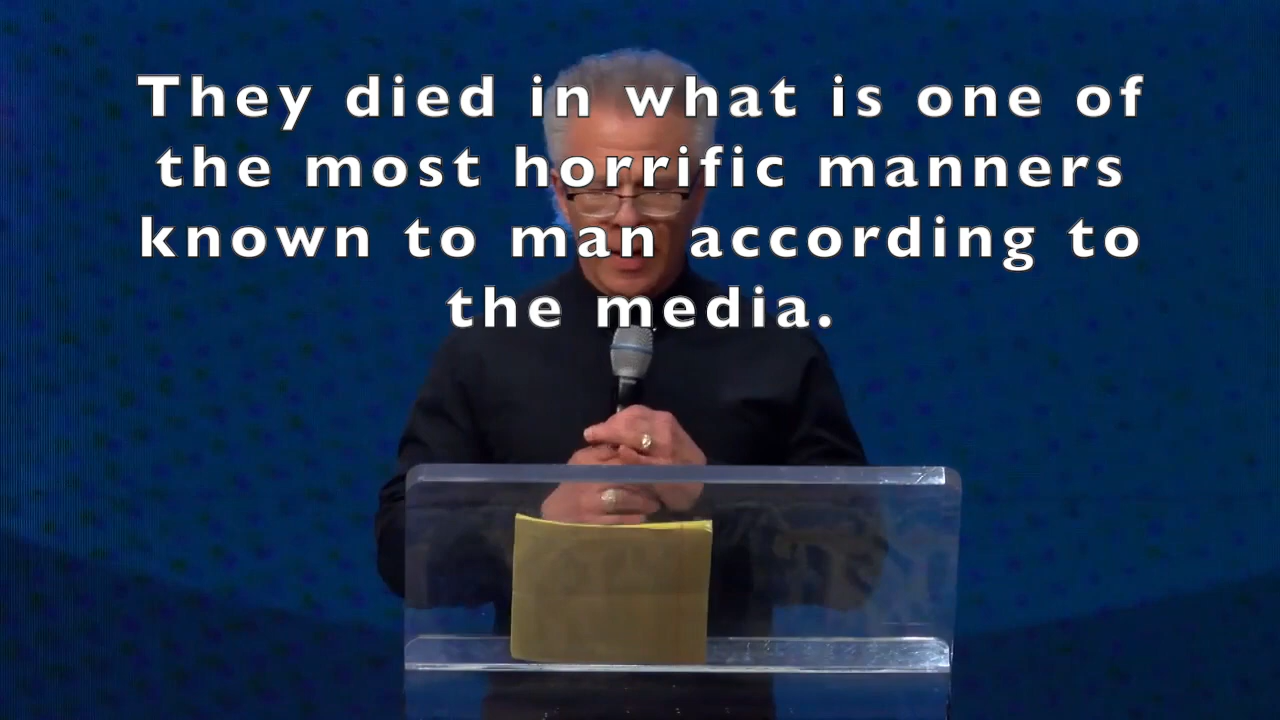 They died in what is one of
the most horrific manners
known to man according to
the media.